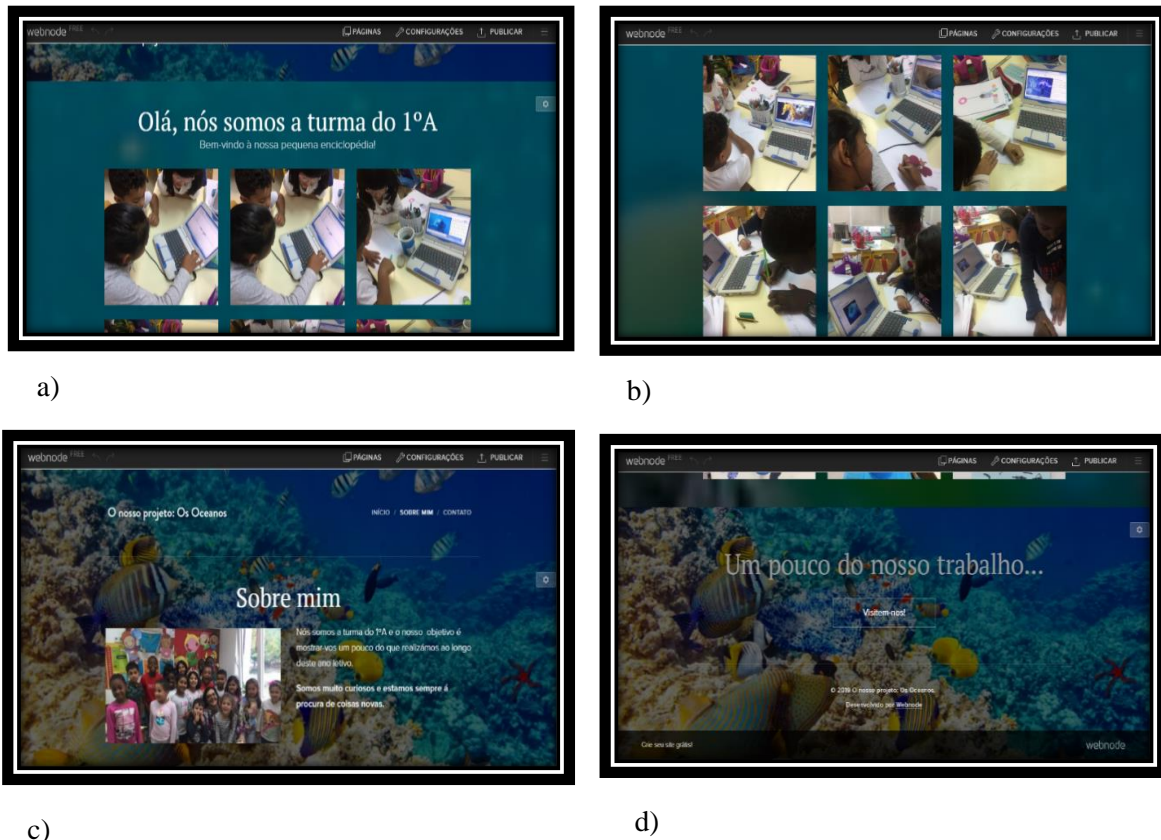 webnode FREE
PÁGINAS
CONFIGURAÇÕES
PUBLICAR
Olá, nós somos a turma do 1ºA
Bem-vindo à nossa pequena enciclopédia!
a)
webnode FREE
PÁGINAS
CONFIGURAÇÕES
PUBLICAR
b)
webnode FREE
PÁGINAS
CONFIGURAÇÕES
PUBLICAR
O nosso projeto: Os Oceanos
INÍCIO / SOBRE MIM / CONTATO
Sobre mim
Nós somos a turma do 1ºA e o nosso objetivo é
mostrar-vos um pouco do que realizámos ao longo
deste ano letivo.
Somos muito curiosos e estamos sempre á
procura de coisas novas.
c)
webnode FREE
PÁGINAS
CONFIGURAÇÕES
PUBLICAR
Um pouco do nosso trabalho...
Visitem-nos!
© 2019 O nosso projeto: Os Oceanos.
Desenvolvido por Webnode
Crie seu site grátis!
webnode
d)